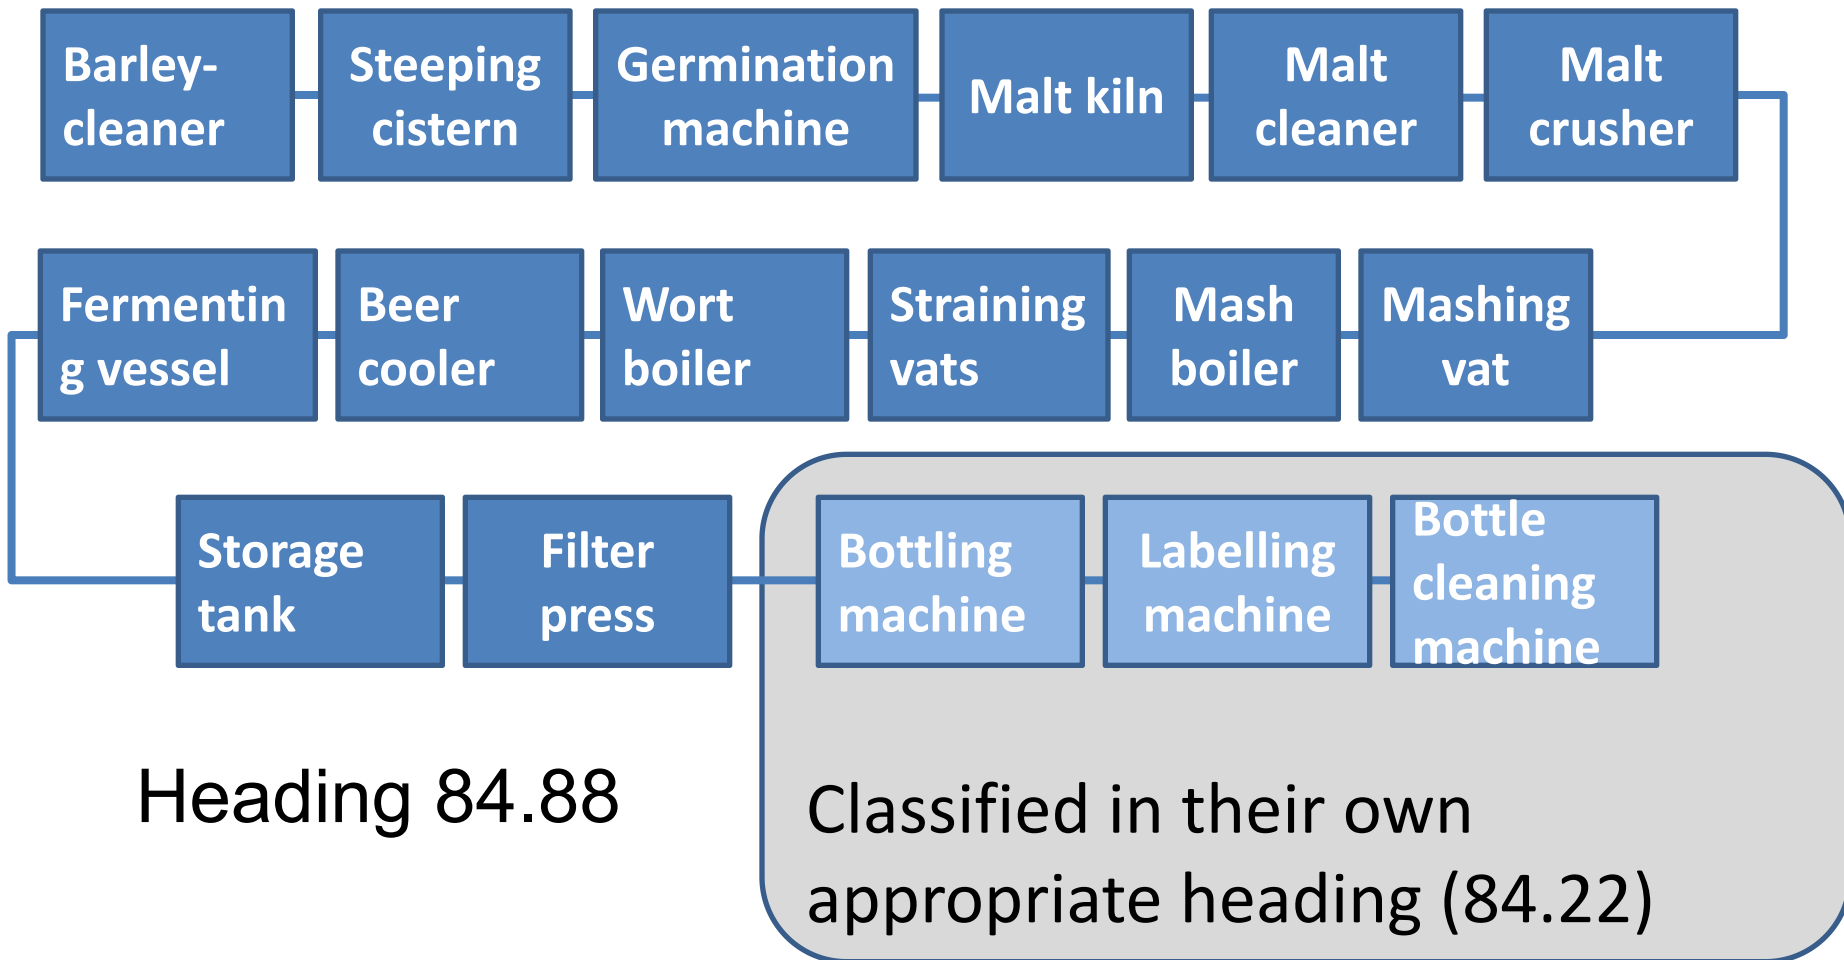 Barley-
cleaner
Steeping
cistern
Germination
machine
Malt kiln
Malt
cleaner
Malt
crusher
Fermentin
g vessel
Beer
cooler
Wort
boiler
Straining
vats
Mash
boiler
Mashing
vat
Storage
tank
Filter
press
Bottling
machine
Labelling
machine
Bottle
cleaning
machine
Heading 84.88
Classified in their own
appropriate heading (84.22)